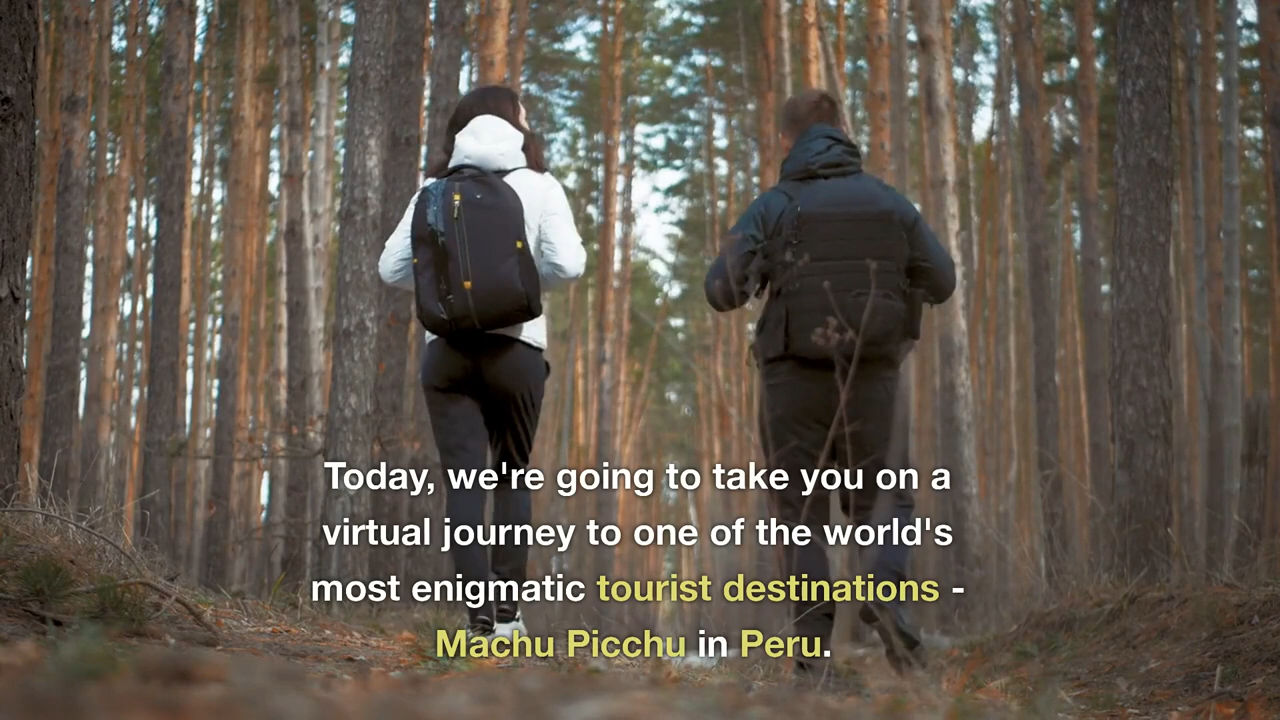 Today, we're going to take you on a
virtual journey to one of the world's
most enigmatic tourist destinations -
Machu Picchu in Peru.